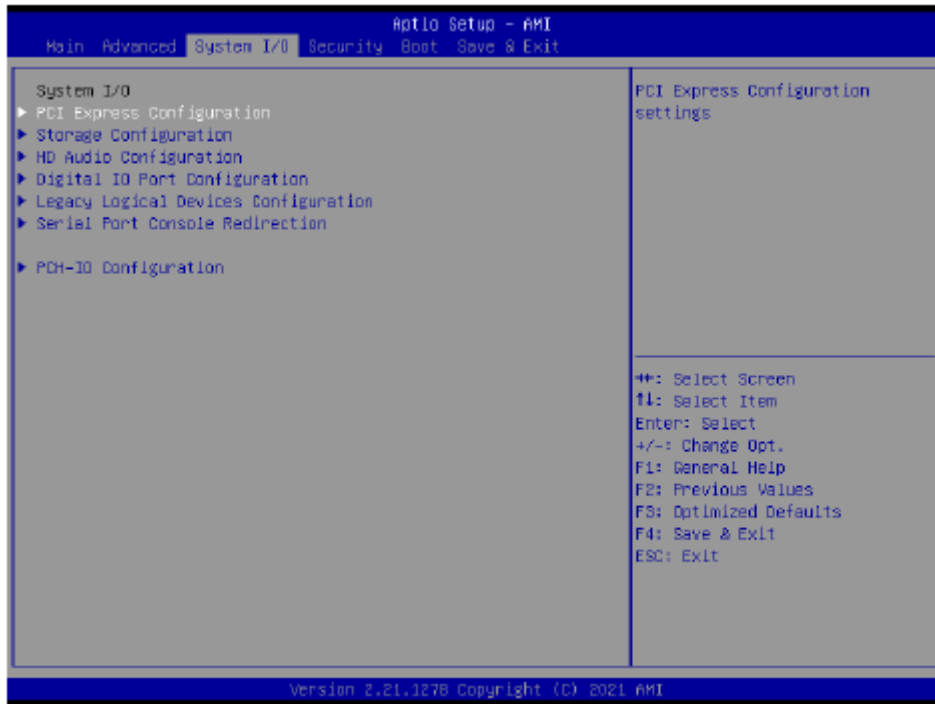 Aptio Setup - AMI
Main Advanced System I/O Security Boot Save & Exit
System I/O
▶ PCI Express Configuration
▶ Storage Configuration
▶ HD Audio Configuration
▶ Digital IO Port Configuration
▶ Legacy Logical Devices Configuration
▶ Serial Port Console Redirection
▶ PCH-IO Configuration
PCI Express Configuration
settings
→←: Select Screen
↑↓: Select Item
Enter: Select
+/-: Change Opt.
F1: General Help
F2: Previous Values
F3: Optimized Defaults
F4: Save & Exit
ESC: Exit
Version 2.21.1278 Copyright (C) 2021 AMI